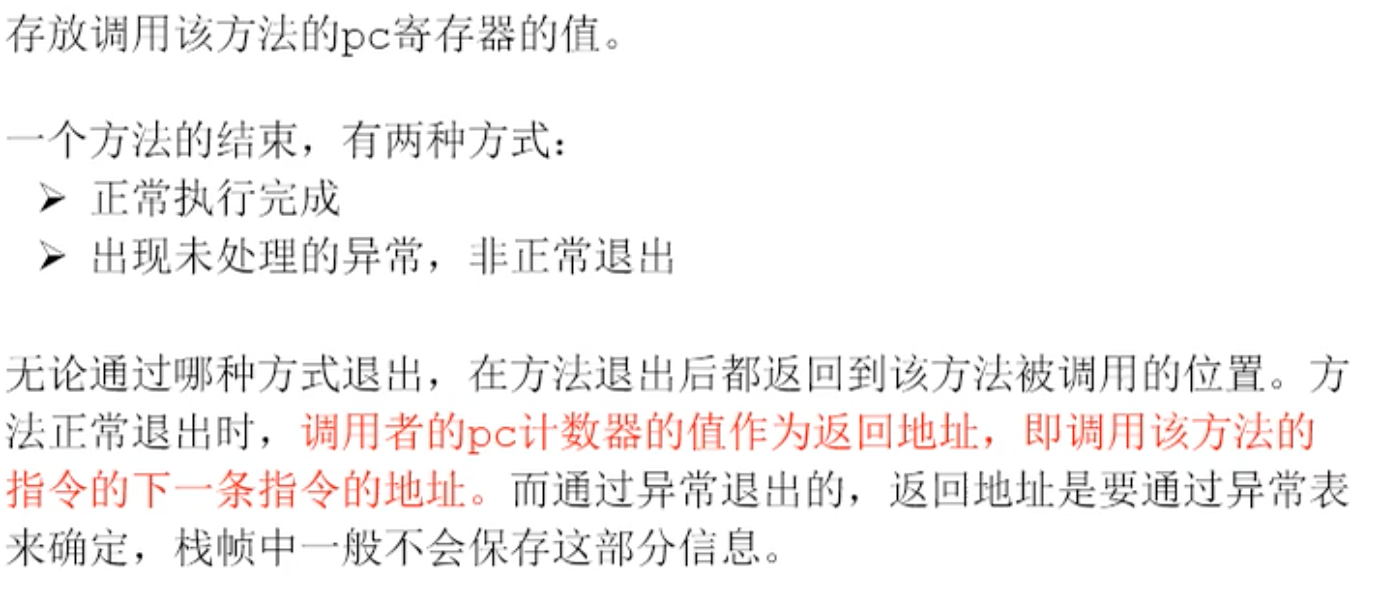 存放调用该方法的pc寄存器的值。
一个方法的结束，有两种方式：
➢ 正常执行完成
➢ 出现未处理的异常，非正常退出
无论通过哪种方式退出，在方法退出后都返回到该方法被调用的位置。方
法正常退出时，调用者的pc计数器的值作为返回地址，即调用该方法的
指令的下一条指令的地址。而通过异常退出的，返回地址是要通过异常表
来确定，栈帧中一般不会保存这部分信息。